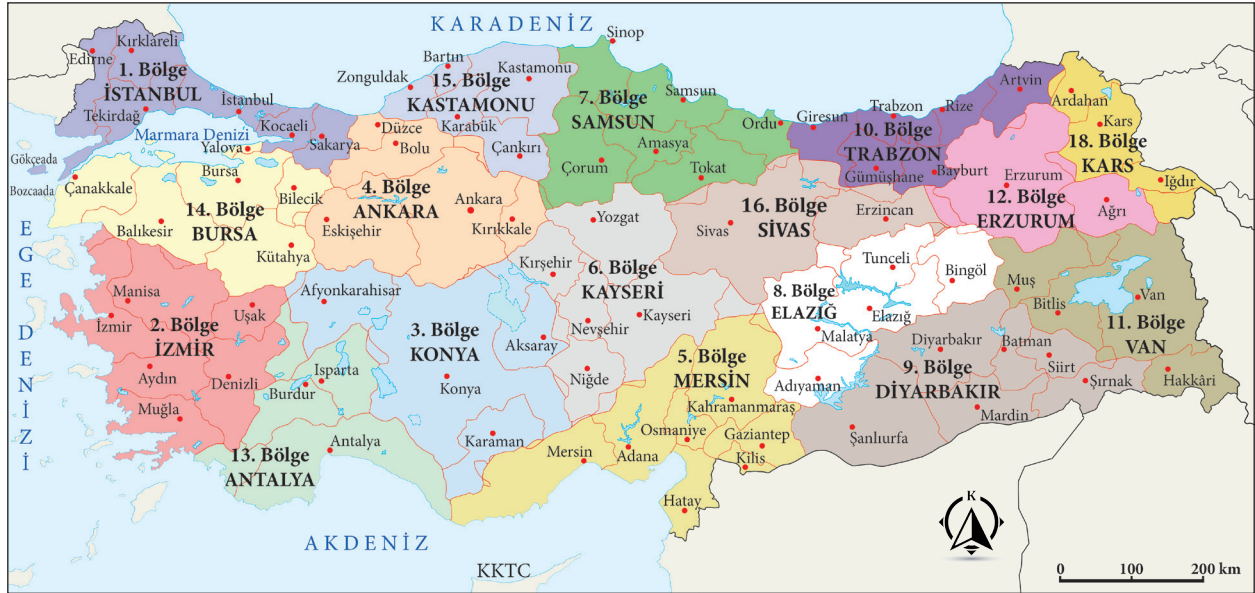 KARADENİZ
Sinop
Kırklareli
Edirne
1. Bölge
İSTANBUL
Tekirdağ
İstanbul
Marmara Denizi
Kocaeli
Yalova
Sakarya
Gökçeada
Bozcaada
Bartın
Zonguldak
Kastamonu
15. Bölge
KASTAMONU
Karabük
Çankırı
Düzce
Bolu
7. Bölge
SAMSUN
Samsun
Ordu
Amasya
Çorum
Tokat
Giresun
Trabzon
Rize
Artvin
10. Bölge
TRABZON
Gümüşhane
Bayburt
Ardahan
Kars
18. Bölge
KARS
Iğdır
Erzurum
12. Bölge
ERZURUM
Ağrı
Çanakkale
Bursa
Bilecik
14. Bölge
BURSA
Balıkesir
Kütahya
4. Bölge
ANKARA
Ankara
Eskişehir
Kırıkkale
Yozgat
16. Bölge
SİVAS
Sivas
Erzincan
EGE DENİZİ
Manisa
İzmir
Uşak
2. Bölge
İZMİR
Aydın
Denizli
Muğla
Afyonkarahisar
3. Bölge
KONYA
Konya
Aksaray
Karaman
Kırşehir
6. Bölge
KAYSERİ
Nevşehir
Kayseri
Niğde
Tunceli
Bingöl
8. Bölge
ELAZIĞ
Elazığ
Malatya
Adıyaman
Muş
Bitlis
Van
11. Bölge
VAN
Hakkâri
Diyarbakır
Batman
Siirt
9. Bölge
DİYARBAKIR
Şırnak
Mardin
Şanlıurfa
5. Bölge
MERSİN
Kahramanmaraş
Osmaniye
Gaziantep
Kilis
Adana
Mersin
Hatay
Isparta
Burdur
Antalya
13. Bölge
ANTALYA
AKDENİZ
KKTC
K
0 100 200 km